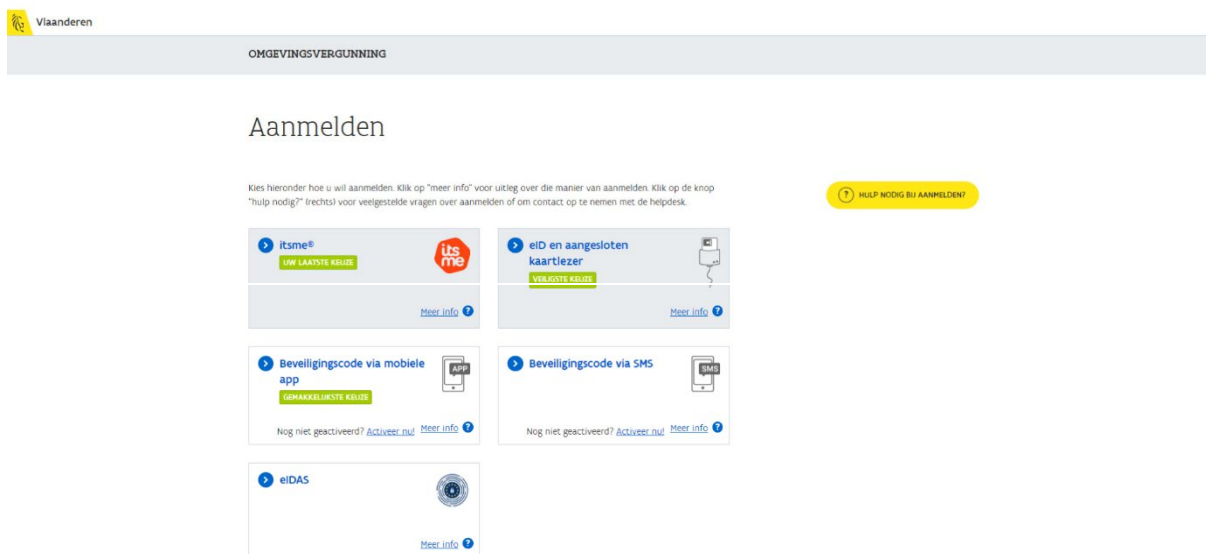 Vlaanderen
OMGEVINGSVERGUNNING
Aanmelden
Kies hieronder hoe u wil aanmelden. Klik op "meer info" voor uitleg over die manier van aanmelden. Klik op de knop
"hulp nodig?" (rechts) voor veelgestelde vragen over aanmelden of om contact op te nemen met de helpdesk.
? HULP NODIG BIJ AANMELDEN?
itsme®
UW LAATSTE KEUZE
its
me
Meer info ?
eID en aangesloten
kaartlezer
VEILIGSTE KEUZE
Meer info ?
Beveiligingscode via mobiele
app
GEMAKKELIJKSTE KEUZE
APP
Nog niet geactiveerd? Activeer nu! Meer info ?
Beveiligingscode via SMS
SMS
Nog niet geactiveerd? Activeer nu! Meer info ?
eIDAS
Meer info ?